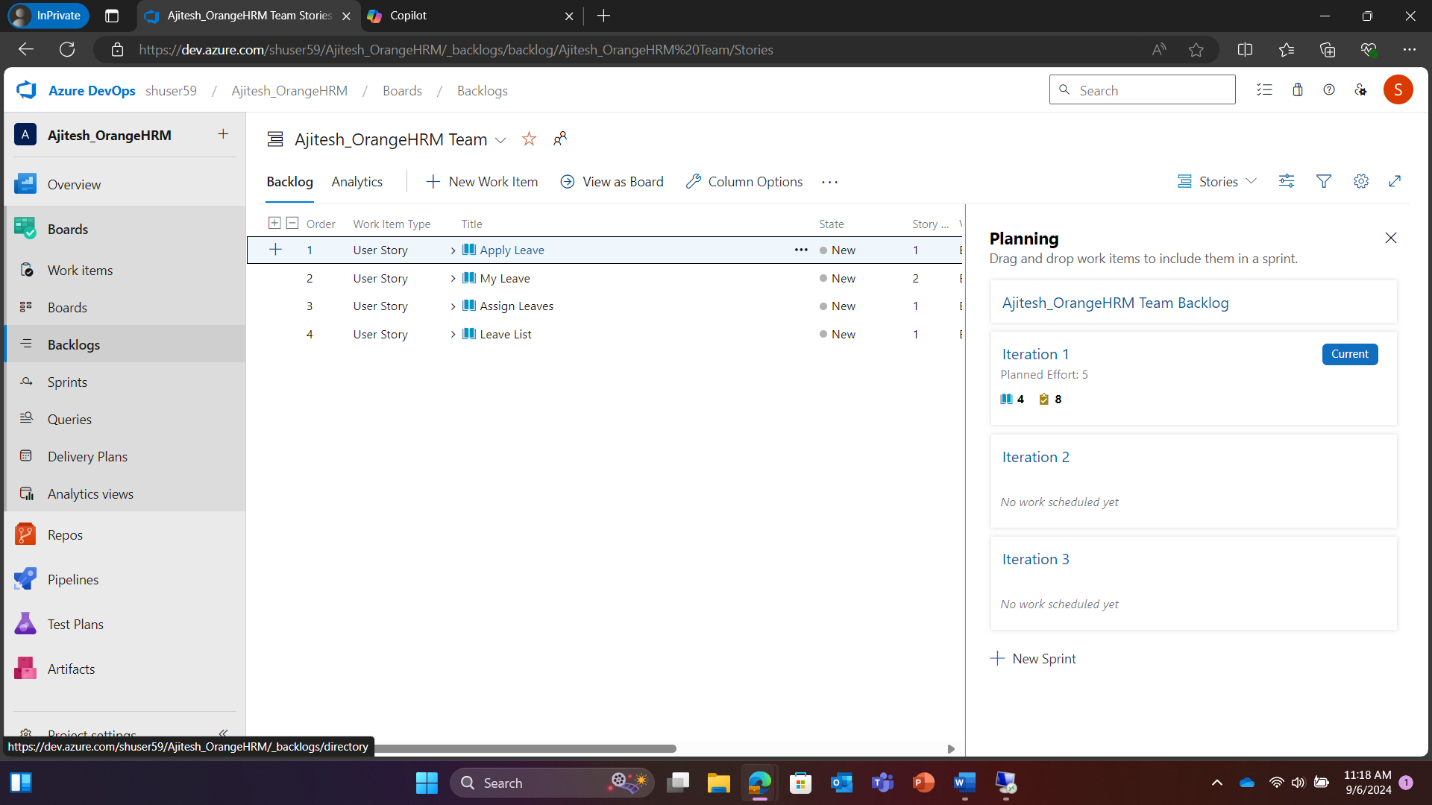 InPrivate
Ajitesh_OrangeHRM Team Stories
Copilot
https://dev.azure.com/shuser59/Ajitesh_OrangeHRM/_backlogs/backlog/Ajitesh_OrangeHRM%20Team/Stories
Azure DevOps
shuser59 / Ajitesh_OrangeHRM / Boards / Backlogs
Search
S
A
Ajitesh_OrangeHRM
Overview
Boards
Work items
Boards
Backlogs
Sprints
Queries
Delivery Plans
Analytics views
Repos
Pipelines
Test Plans
Artifacts
Project settings
https://dev.azure.com/shuser59/Ajitesh_OrangeHRM/_backlogs/directory
Ajitesh_OrangeHRM Team
Backlog Analytics New Work Item View as Board Column Options
Stories
Order Work Item Type Title State Story ...
1 User Story Apply Leave New 1
2 User Story My Leave New 2
3 User Story Assign Leaves New 1
4 User Story Leave List New 1
Planning
Drag and drop work items to include them in a sprint.
Ajitesh_OrangeHRM Team Backlog
Iteration 1 Current
Planned Effort: 5
4 8
Iteration 2
No work scheduled yet
Iteration 3
No work scheduled yet
New Sprint
Search
11:18 AM
9/6/2024
1